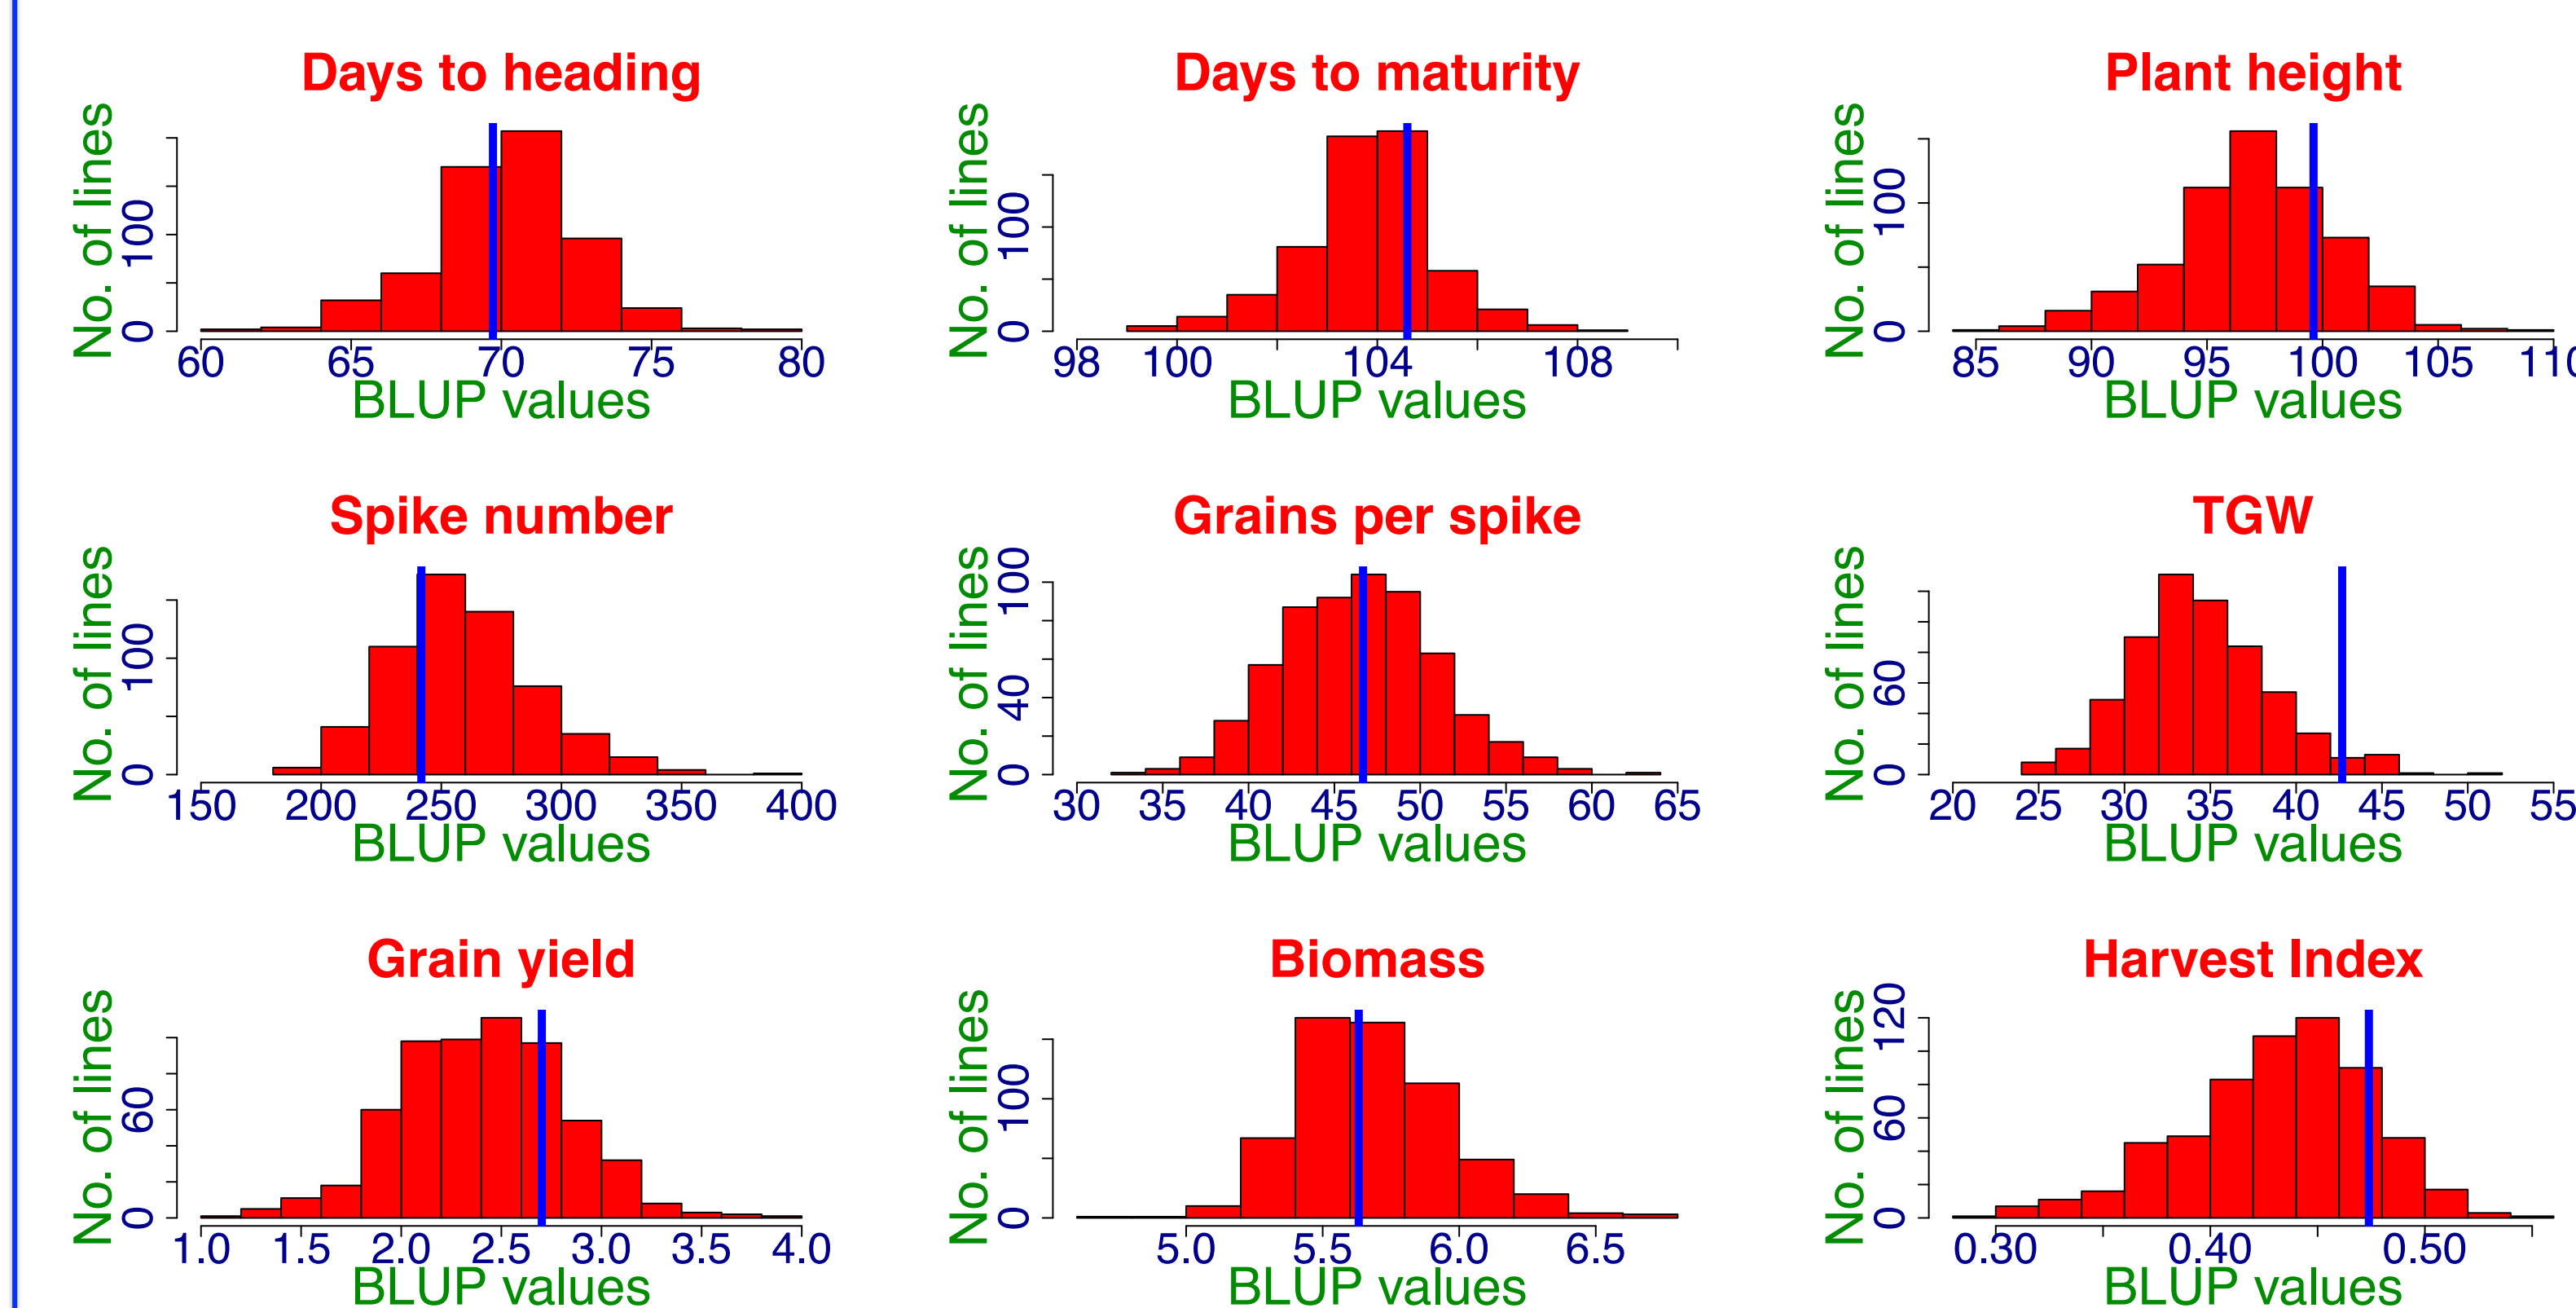 Days to heading
No. of lines
0 100
60 65 70 75 80
BLUP values
Days to maturity
No. of lines
0 100
98 100 104 108
BLUP values
Plant height
No. of lines
0 100
85 90 95 100 105 110
BLUP values
Spike number
No. of lines
0 100
150 200 250 300 350 400
BLUP values
Grains per spike
No. of lines
0 40 100
30 35 40 45 50 55 60 65
BLUP values
TGW
No. of lines
0 60
20 25 30 35 40 45 50 55
BLUP values
Grain yield
No. of lines
0 60
1.0 1.5 2.0 2.5 3.0 3.5 4.0
BLUP values
Biomass
No. of lines
0 100
5.0 5.5 6.0 6.5
BLUP values
Harvest Index
No. of lines
0 60 120
0.30 0.40 0.50
BLUP values